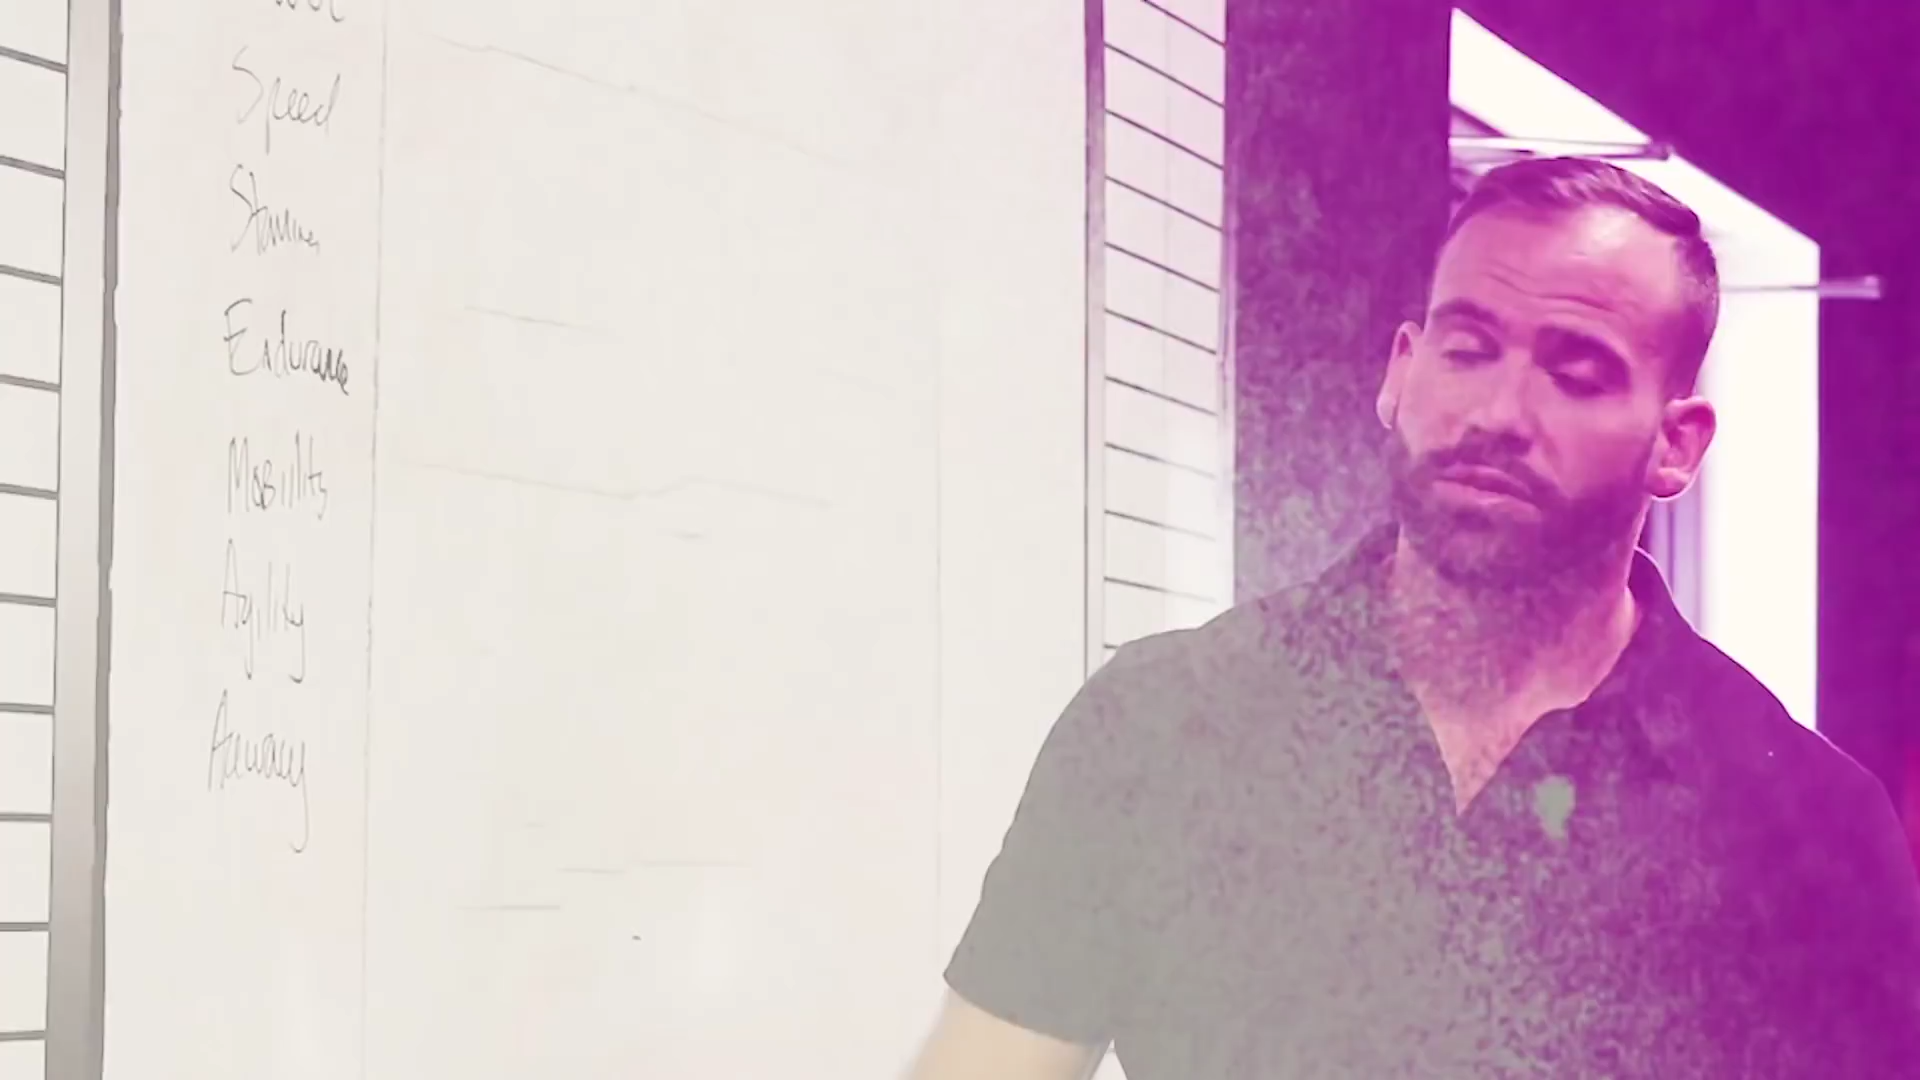 Speed
Stamina
Endurance
Mobility
Agility
Accuracy